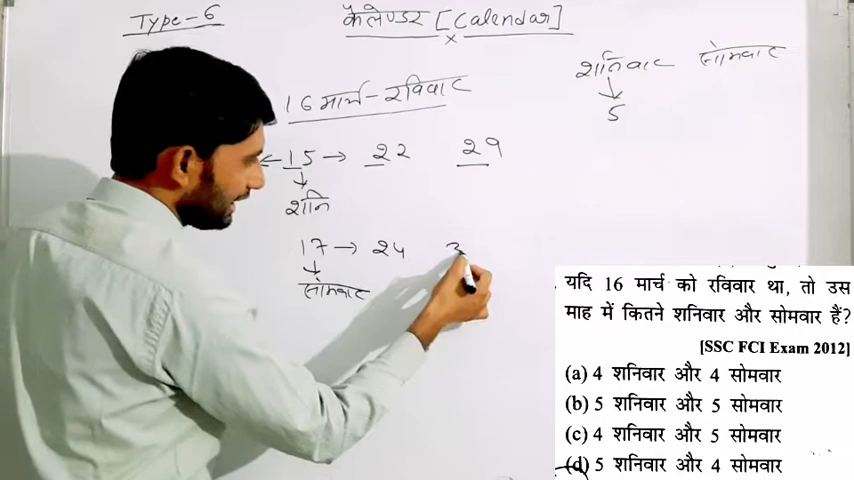 Type-6
कैलेण्डर [Calendar]
x
16 मार्च - रविवार
शनिवार सोमवार
↓
5
← 15 → 22 29
↓
शनि
17 → 24 3
↓
सोमवार
यदि 16 मार्च को रविवार था, तो उस
माह में कितने शनिवार और सोमवार हैं?
[SSC FCI Exam 2012]
(a) 4 शनिवार और 4 सोमवार
(b) 5 शनिवार और 5 सोमवार
(c) 4 शनिवार और 5 सोमवार
(d) 5 शनिवार और 4 सोमवार